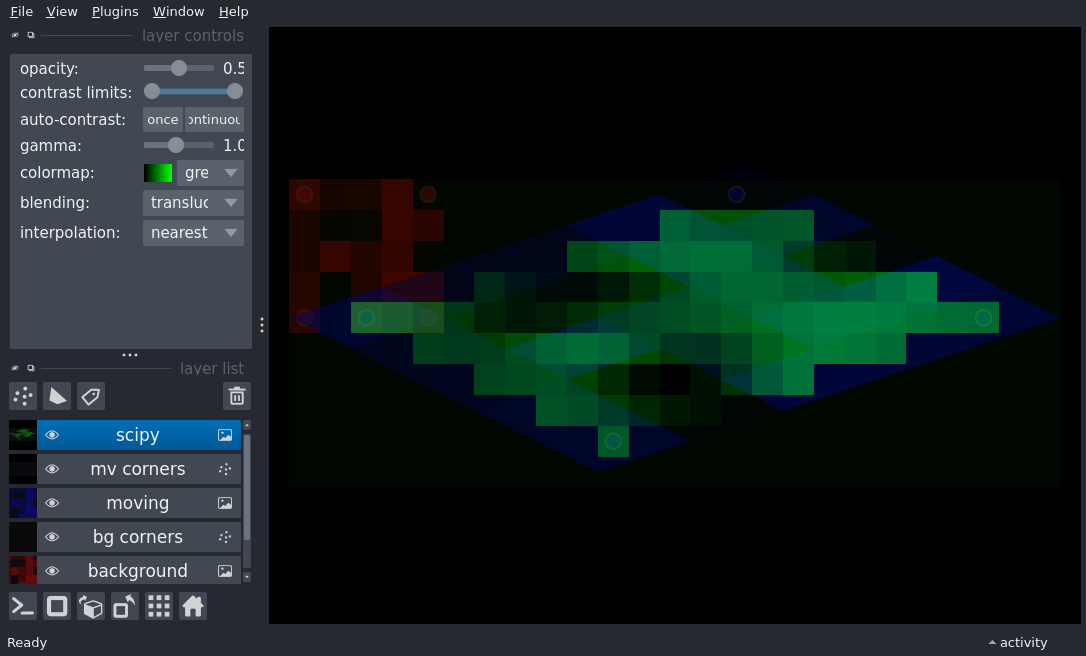 File View Plugins Window Help
layer controls
opacity: 0.5
contrast limits:
auto-contrast: once ontinuou
gamma: 1.0
colormap: gre
blending: transluc
interpolation: nearest
layer list
scipy
mv corners
moving
bg corners
background
Ready
activity